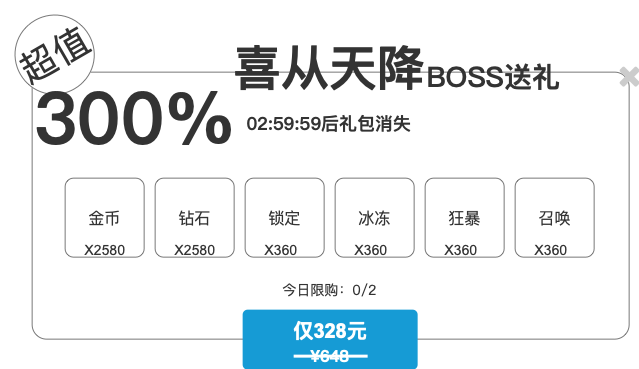 超值
喜从天降BOSS送礼
300%
02:59:59后礼包消失
金币 钻石 锁定 冰冻 狂暴 召唤
X2580 X2580 X360 X360 X360 X360
今日限购：0/2
仅328元
¥648